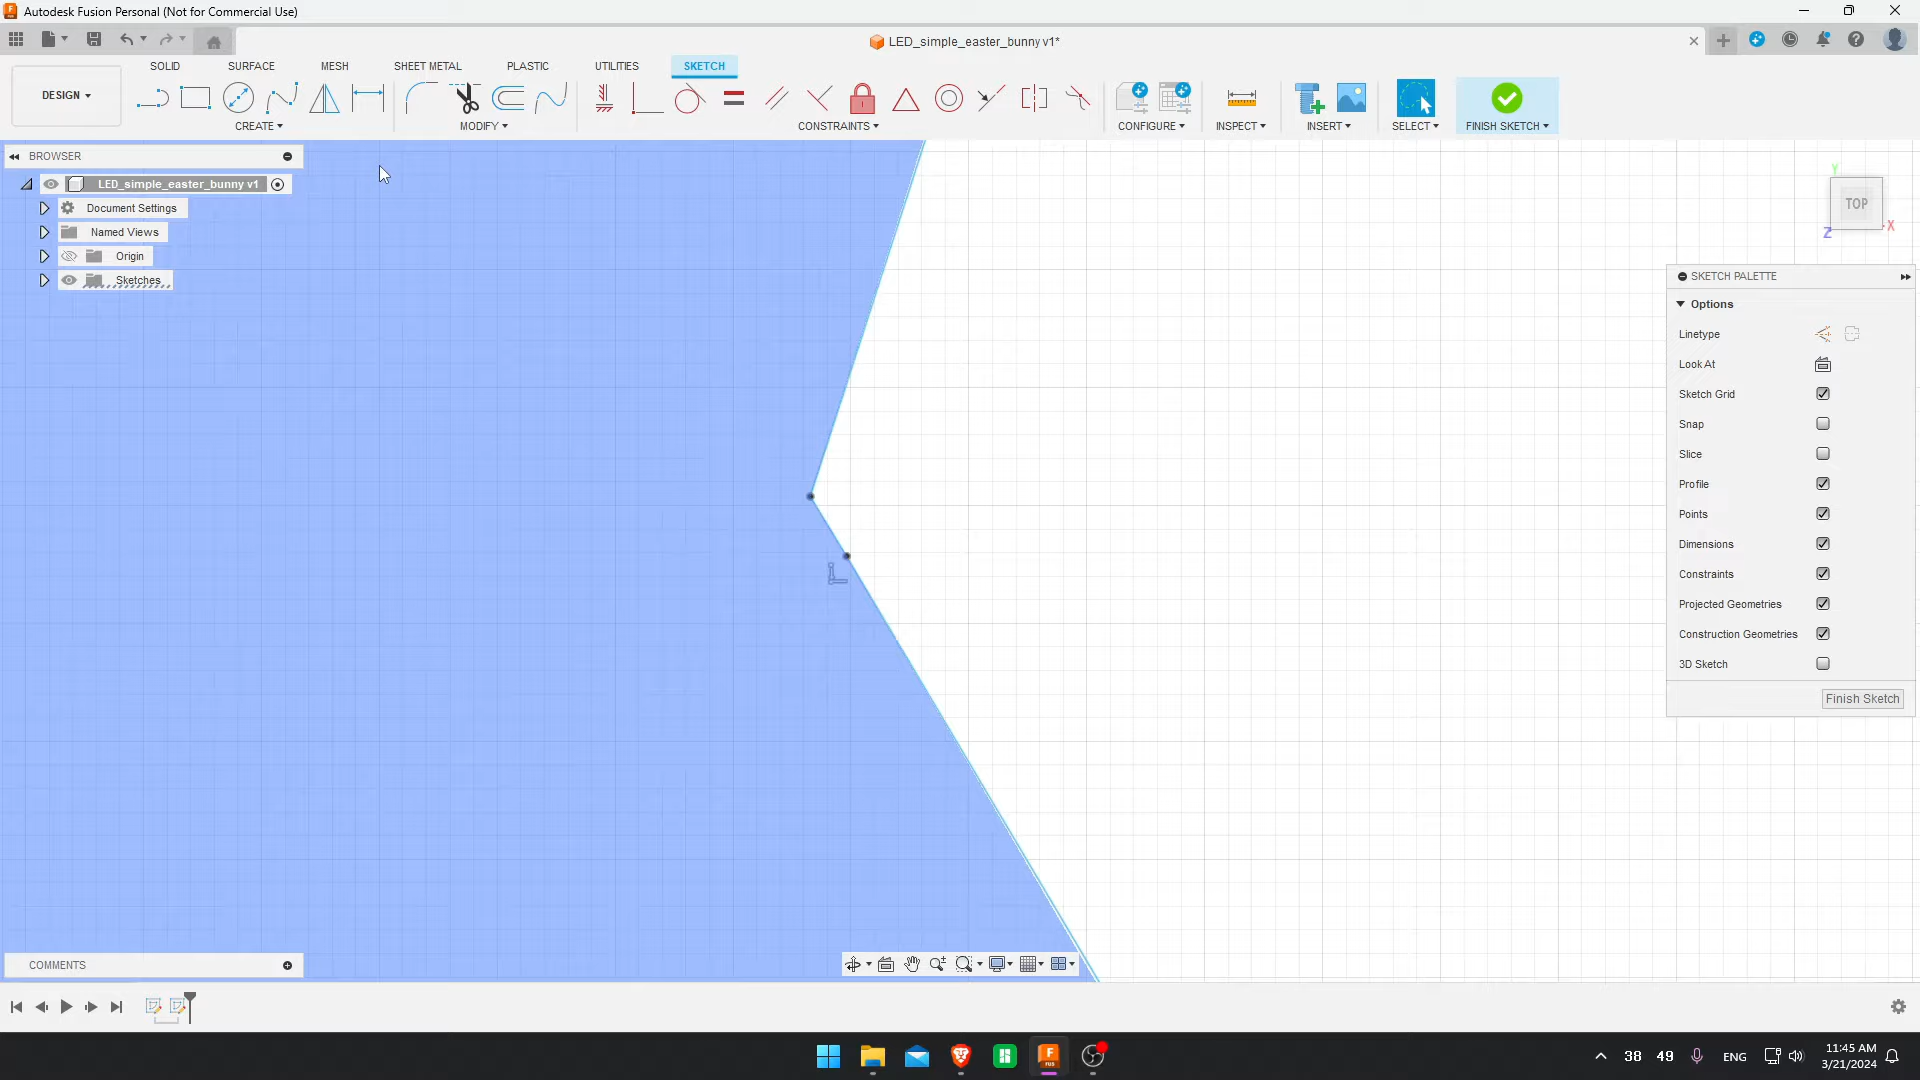 Autodesk Fusion Personal (Not for Commercial Use)
LED_simple_easter_bunny v1*
DESIGN
SOLID
SURFACE
MESH
SHEET METAL
PLASTIC
UTILITIES
SKETCH
CREATE
MODIFY
CONSTRAINTS
CONFIGURE
INSPECT
INSERT
SELECT
FINISH SKETCH
BROWSER
LED_simple_easter_bunny v1
Document Settings
Named Views
Origin
Sketches
Y
TOP
X
Z
SKETCH PALETTE
Options
Linetype
Look At
Sketch Grid
Snap
Slice
Profile
Points
Dimensions
Constraints
Projected Geometries
Construction Geometries
3D Sketch
Finish Sketch
COMMENTS
38 49 ENG
11:45 AM
3/21/2024